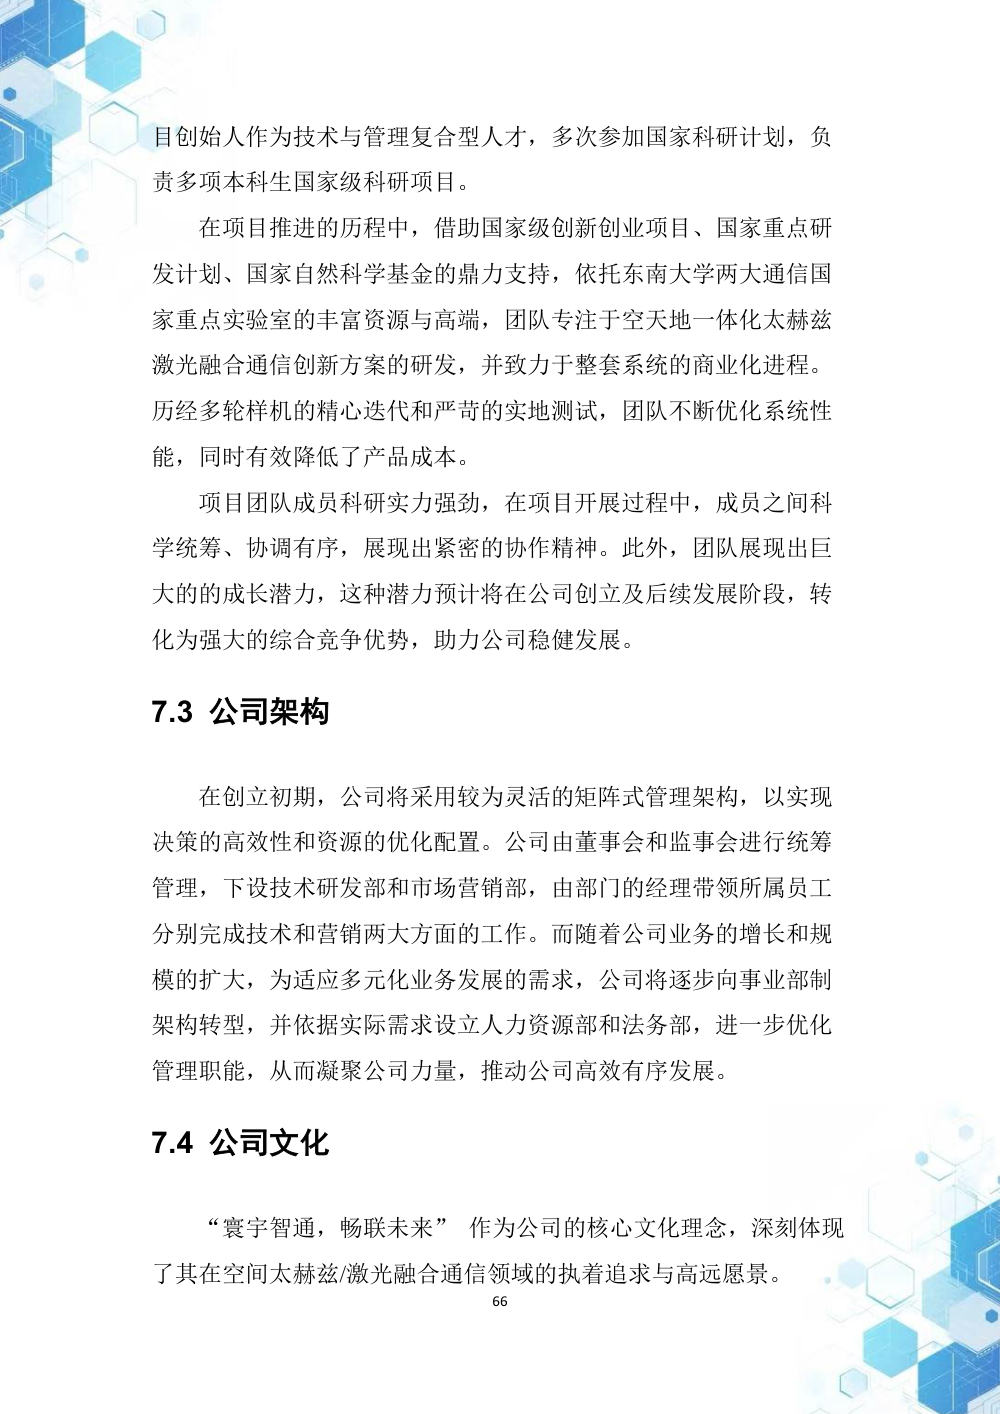 目创始人作为技术与管理复合型人才，多次参加国家科研计划，负
责多项本科生国家级科研项目。
在项目推进的历程中，借助国家级创新创业项目、国家重点研
发计划、国家自然科学基金的鼎力支持，依托东南大学两大通信国
家重点实验室的丰富资源与高端，团队专注于空天地一体化太赫兹
激光融合通信创新方案的研发，并致力于整套系统的商业化进程。
历经多轮样机的精心迭代和严苛的实地测试，团队不断优化系统性
能，同时有效降低了产品成本。
项目团队成员科研实力强劲，在项目开展过程中，成员之间科
学统筹、协调有序，展现出紧密的协作精神。此外，团队展现出巨
大的的成长潜力，这种潜力预计将在公司创立及后续发展阶段，转
化为强大的综合竞争优势，助力公司稳健发展。
7.3 公司架构
在创立初期，公司将采用较为灵活的矩阵式管理架构，以实现
决策的高效性和资源的优化配置。公司由董事会和监事会进行统筹
管理，下设技术研发部和市场营销部，由部门的经理带领所属员工
分别完成技术和营销两大方面的工作。而随着公司业务的增长和规
模的扩大，为适应多元化业务发展的需求，公司将逐步向事业部制
架构转型，并依据实际需求设立人力资源部和法务部，进一步优化
管理职能，从而凝聚公司力量，推动公司高效有序发展。
7.4 公司文化
“寰宇智通，畅联未来” 作为公司的核心文化理念，深刻体现
了其在空间太赫兹/激光融合通信领域的执着追求与高远愿景。
66